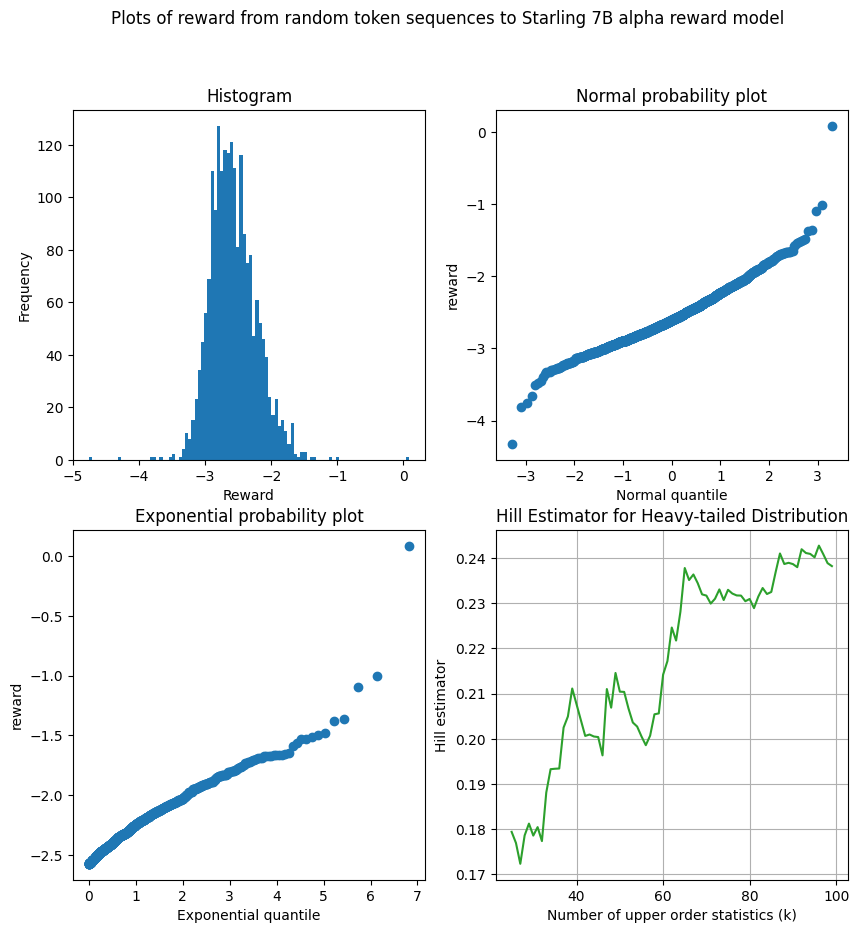 Plots of reward from random token sequences to Starling 7B alpha reward model
Histogram
Frequency
120
100
80
60
40
20
0
−5 −4 −3 −2 −1 0
Reward
Normal probability plot
reward
0
−1
−2
−3
−4
−3 −2 −1 0 1 2 3
Normal quantile
Exponential probability plot
reward
0.0
−0.5
−1.0
−1.5
−2.0
−2.5
0 1 2 3 4 5 6 7
Exponential quantile
Hill Estimator for Heavy-tailed Distribution
Hill estimator
0.24
0.23
0.22
0.21
0.20
0.19
0.18
0.17
40 60 80 100
Number of upper order statistics (k)